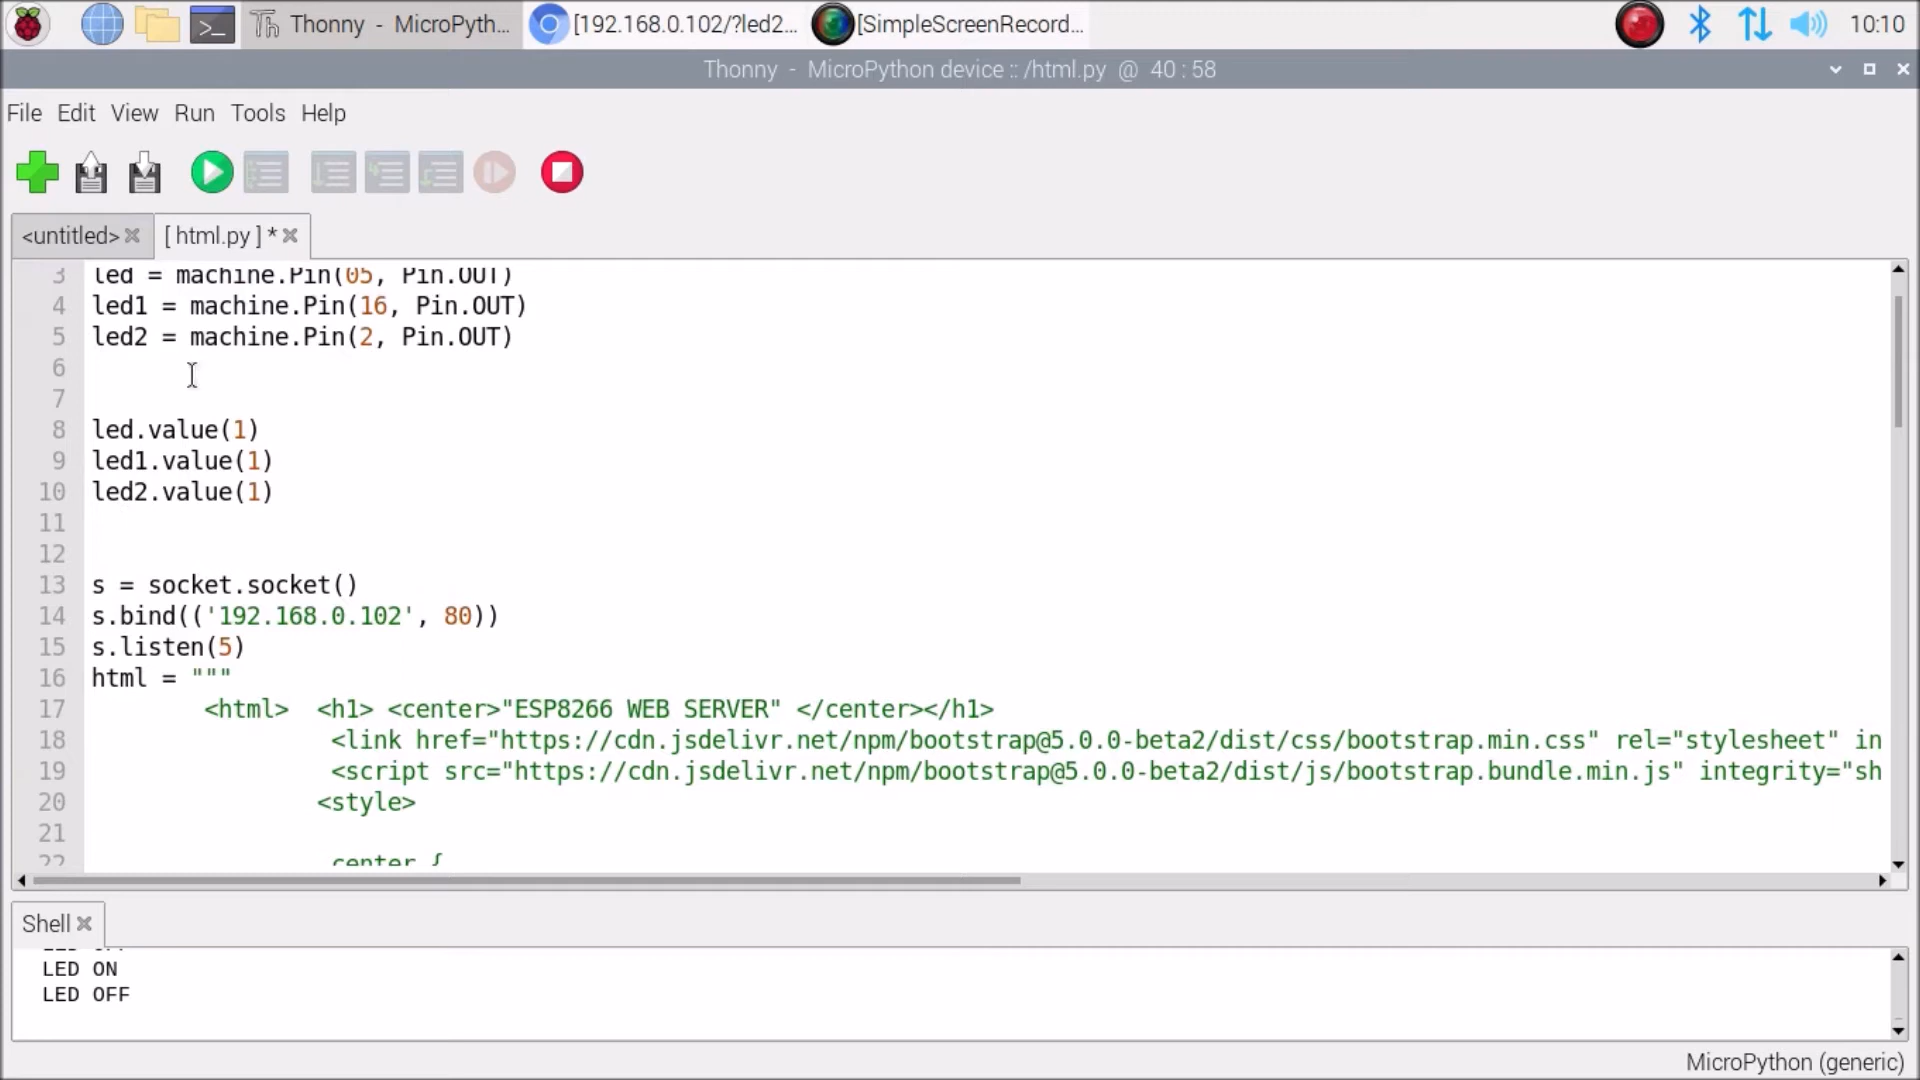 Thonny - MicroPyth...
[192.168.0.102/?led2...
[SimpleScreenRecord...
10:10
Thonny - MicroPython device :: /html.py @ 40 : 58
File Edit View Run Tools Help
<untitled>
[ html.py ] *
3 led = machine.Pin(05, Pin.OUT)
4 led1 = machine.Pin(16, Pin.OUT)
5 led2 = machine.Pin(2, Pin.OUT)
6
7
8 led.value(1)
9 led1.value(1)
10 led2.value(1)
11
12
13 s = socket.socket()
14 s.bind(('192.168.0.102', 80))
15 s.listen(5)
16 html = """
17 <html> <h1> <center>"ESP8266 WEB SERVER" </center></h1>
18 <link href="https://cdn.jsdelivr.net/npm/bootstrap@5.0.0-beta2/dist/css/bootstrap.min.css" rel="stylesheet" in
19 <script src="https://cdn.jsdelivr.net/npm/bootstrap@5.0.0-beta2/dist/js/bootstrap.bundle.min.js" integrity="sh
20 <style>
21
22 center {
Shell
LED ON
LED OFF
MicroPython (generic)